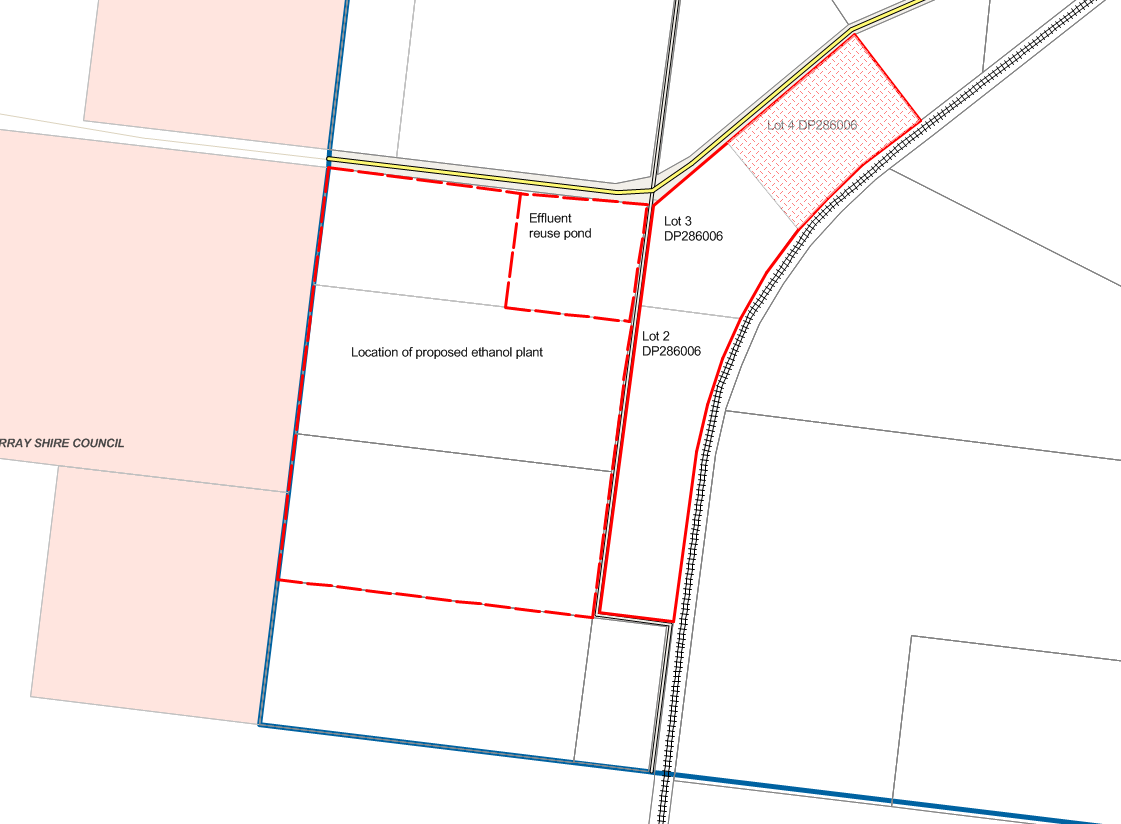 Lot 4 DP286006
Effluent
reuse pond
Lot 3
DP286006
Lot 2
DP286006
Location of proposed ethanol plant
RRAY SHIRE COUNCIL